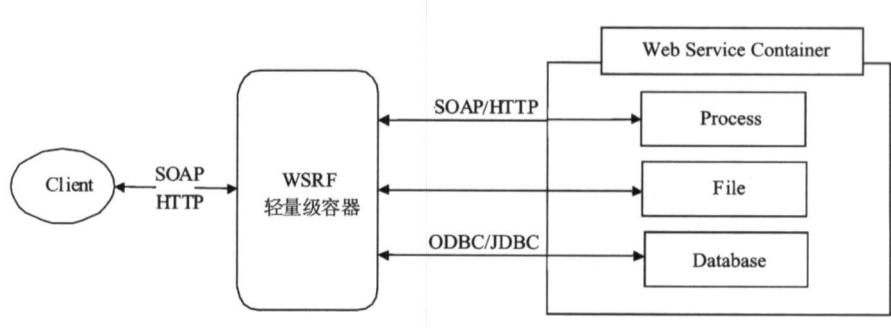 Web Service Container
SOAP/HTTP
Process
Client
SOAP
HTTP
WSRF
轻量级容器
File
ODBC/JDBC
Database